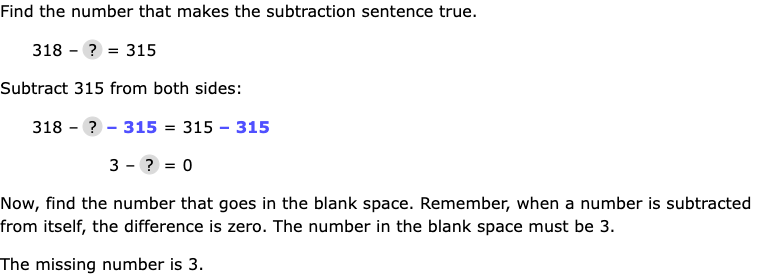 Find the number that makes the subtraction sentence true.
318 – ? = 315
Subtract 315 from both sides:
318 – ? – 315 = 315 – 315
3 – ? = 0
Now, find the number that goes in the blank space. Remember, when a number is subtracted
from itself, the difference is zero. The number in the blank space must be 3.
The missing number is 3.